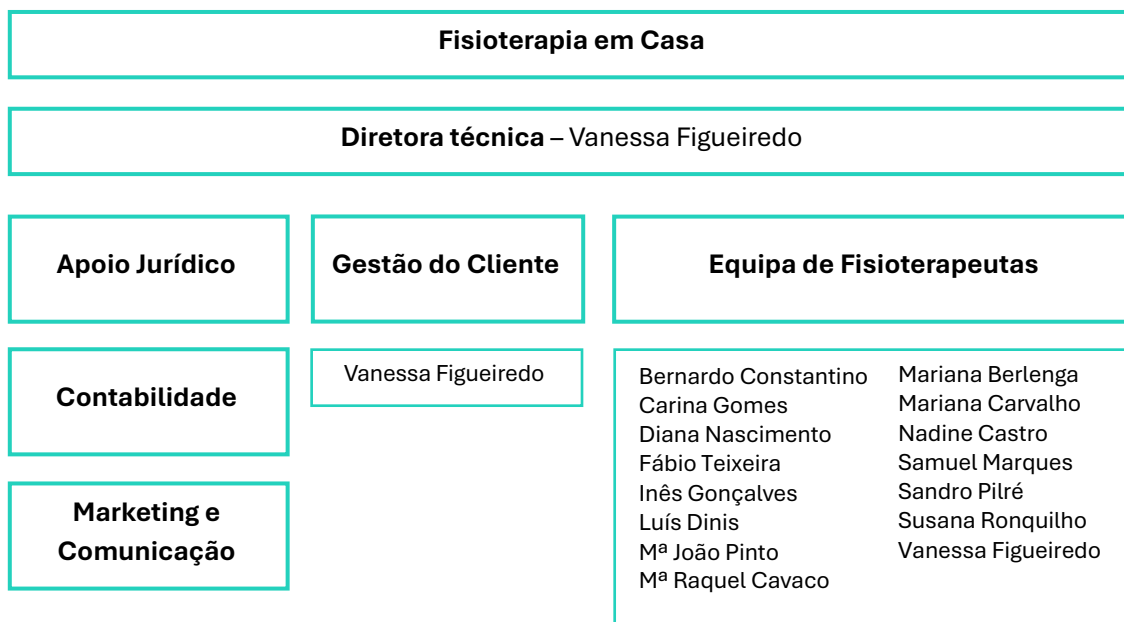 Fisioterapia em Casa
Diretora técnica – Vanessa Figueiredo
Apoio Jurídico
Gestão do Cliente
Equipa de Fisioterapeutas
Contabilidade
Marketing e
Comunicação
Vanessa Figueiredo
Bernardo Constantino
Carina Gomes
Diana Nascimento
Fábio Teixeira
Inês Gonçalves
Luís Dinis
Mª João Pinto
Mª Raquel Cavaco
Mariana Berlenga
Mariana Carvalho
Nadine Castro
Samuel Marques
Sandro Pilré
Susana Ronquilho
Vanessa Figueiredo